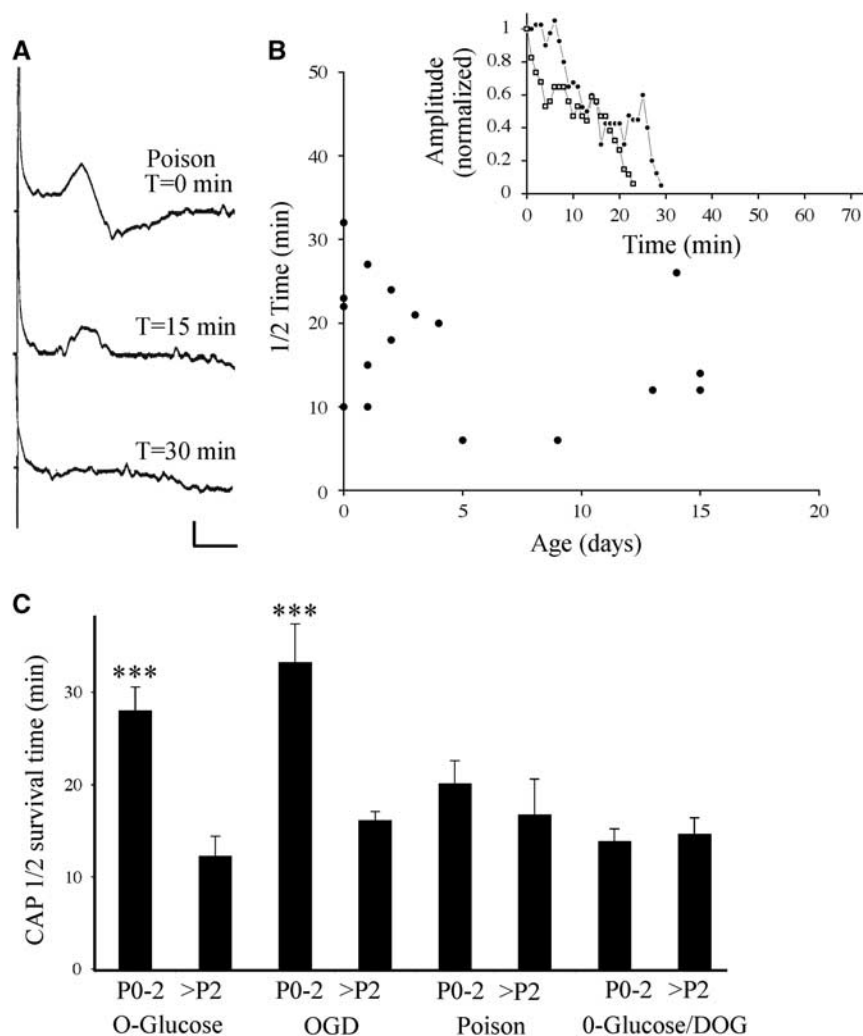 A
Poison
T=0 min
T=15 min
T=30 min
B
50
40
30
20
10
0
1/2 Time (min)
0 5 10 15 20
Age (days)
1
0.8
0.6
0.4
0.2
0
Amplitude
(normalized)
0 10 20 30 40 50 60 70
Time (min)
C
30
20
10
0
CAP 1/2 survival time (min)
*** ***
P0-2 >P2 P0-2 >P2 P0-2 >P2 P0-2 >P2
O-Glucose OGD Poison 0-Glucose/DOG